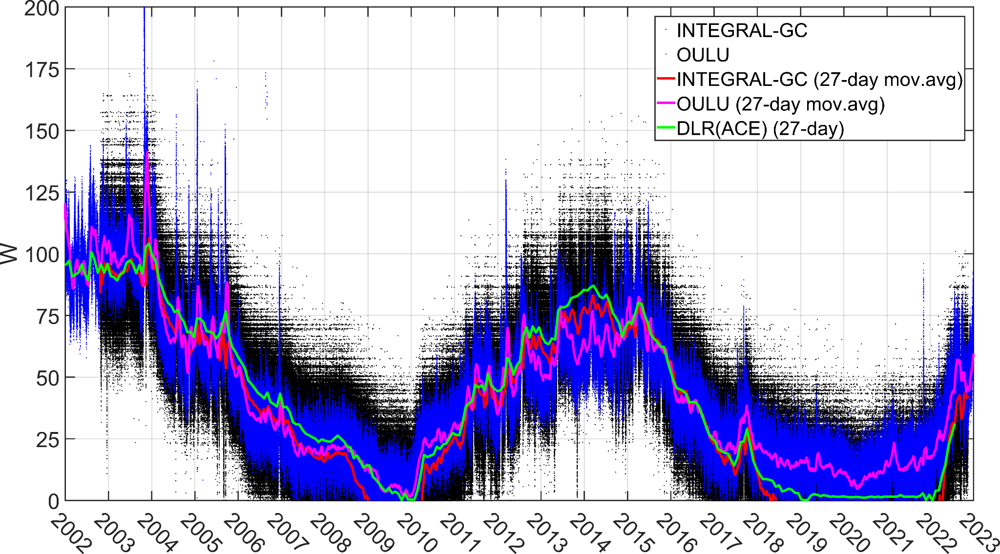 200
175
150
125
100
75
50
25
0
W
INTEGRAL-GC
OULU
INTEGRAL-GC (27-day mov.avg)
OULU (27-day mov.avg)
DLR(ACE) (27-day)
2002 2003 2004 2005 2006 2007 2008 2009 2010 2011 2012 2013 2014 2015 2016 2017 2018 2019 2020 2021 2022 2023